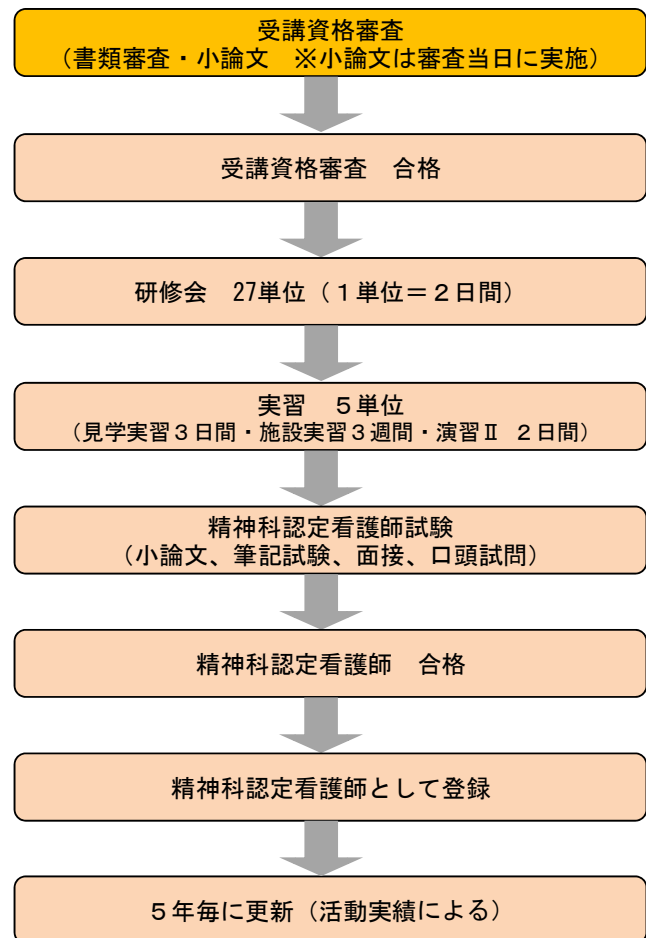 受講資格審査
（書類審査・小論文　※小論文は審査当日に実施）
受講資格審査　合格
研修会　27単位（１単位＝２日間）
実習　５単位
（見学実習３日間・施設実習３週間・演習Ⅱ　２日間）
精神科認定看護師試験
（小論文、筆記試験、面接、口頭試問）
精神科認定看護師　合格
精神科認定看護師として登録
５年毎に更新（活動実績による）